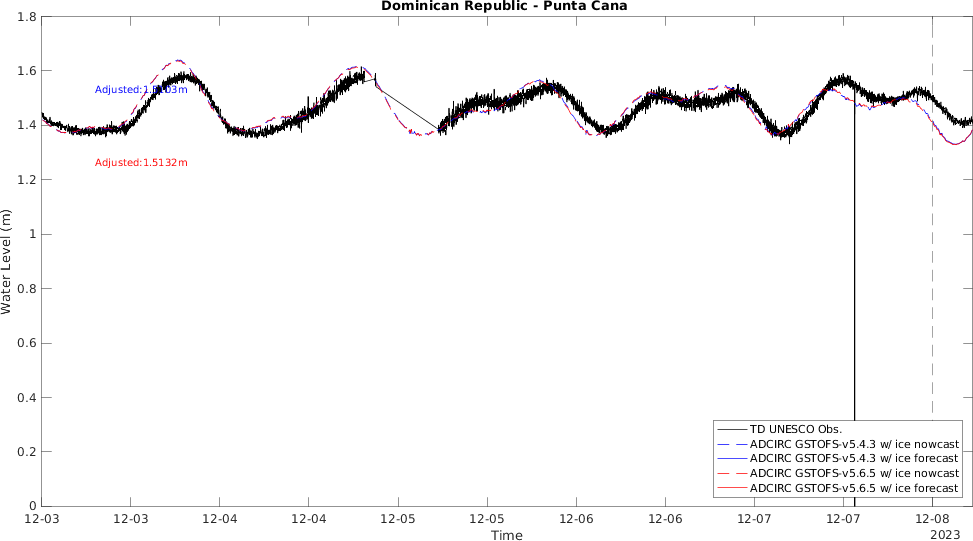 Dominican Republic - Punta Cana
1.8
1.6
1.4
1.2
1
0.8
0.6
0.4
0.2
0
Water Level (m)
Adjusted:1.5103m
Adjusted:1.5132m
TD UNESCO Obs.
ADCIRC GSTOFS-v5.4.3 w/ ice nowcast
ADCIRC GSTOFS-v5.4.3 w/ ice forecast
ADCIRC GSTOFS-v5.6.5 w/ ice nowcast
ADCIRC GSTOFS-v5.6.5 w/ ice forecast
12-03 12-03 12-04 12-04 12-05 12-05 12-06 12-06 12-07 12-07 12-08
Time
2023